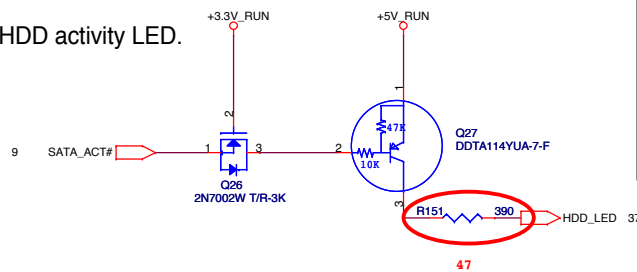 +3.3V_RUN
+5V_RUN
HDD activity LED.
2
1
47K
Q27
DDTA114YUA-7-F
9 SATA_ACT# 1 3 2
10K
Q26
2N7002W T/R-3K
3
R151 390 HDD_LED 37
47